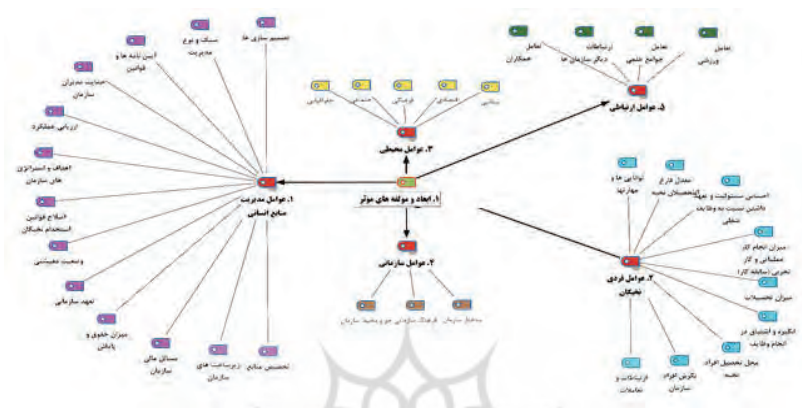 تصمیم سازی ها
سبک و نوع
مدیریت
آیین نامه ها و
قوانین
حمایت مدیران
سازمان
ارزیابی عملکرد
اهداف و استراتژی
های سازمان
اصلاح قوانین
استخدام نخبگان
وضعیت معیشتی
تعهد سازمانی
میزان حقوق و
پاداش
مسائل مالی
سازمان
زیرساخت های
سازمان
تخصیص منابع
۱. عوامل مدیریت
منابع انسانی
سیاسی
اقتصادی
فرهنگی
اجتماعی
جغرافیایی
۳. عوامل محیطی
۱. ابعاد و مولفه های موثر
۴. عوامل سازمانی
ساختار سازمان
فرهنگ سازمانی
جو و محیط سازمان
تعامل
ورزشی
تعامل
جوامع علمی
ارتباطات
دیگر سازمان ها
تعامل
همکاران
۵. عوامل ارتباطی
توانایی ها و
مهارتها
معدل فارغ
التحصیلان نخبه
احساس مسئولیت و تعهد
داشتن نسبت به وظایف
شغلی
میزان انجام کار
عملیاتی و کار
تجربی (سابقه کار)
میزان تحصیلات
انگیزه و اشتیاق در
انجام وظایف
محل تحصیل افراد
نخبه
نگرش افراد
سازمان
ارتباطات و
تعاملات
۲. عوامل فردی
نخبگان